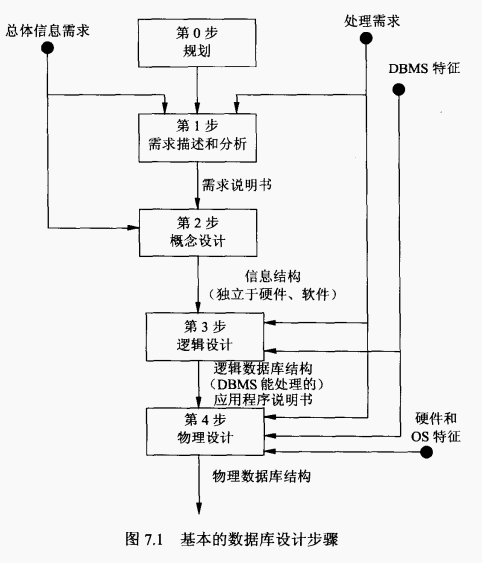 总体信息需求
第0步
规划
处理需求
DBMS 特征
第1步
需求描述和分析
需求说明书
第2步
概念设计
信息结构
（独立于硬件、软件）
第3步
逻辑设计
逻辑数据库结构
（DBMS 能处理的）
应用程序说明书
第4步
物理设计
硬件和
OS 特征
物理数据库结构
图 7.1 基本的数据库设计步骤